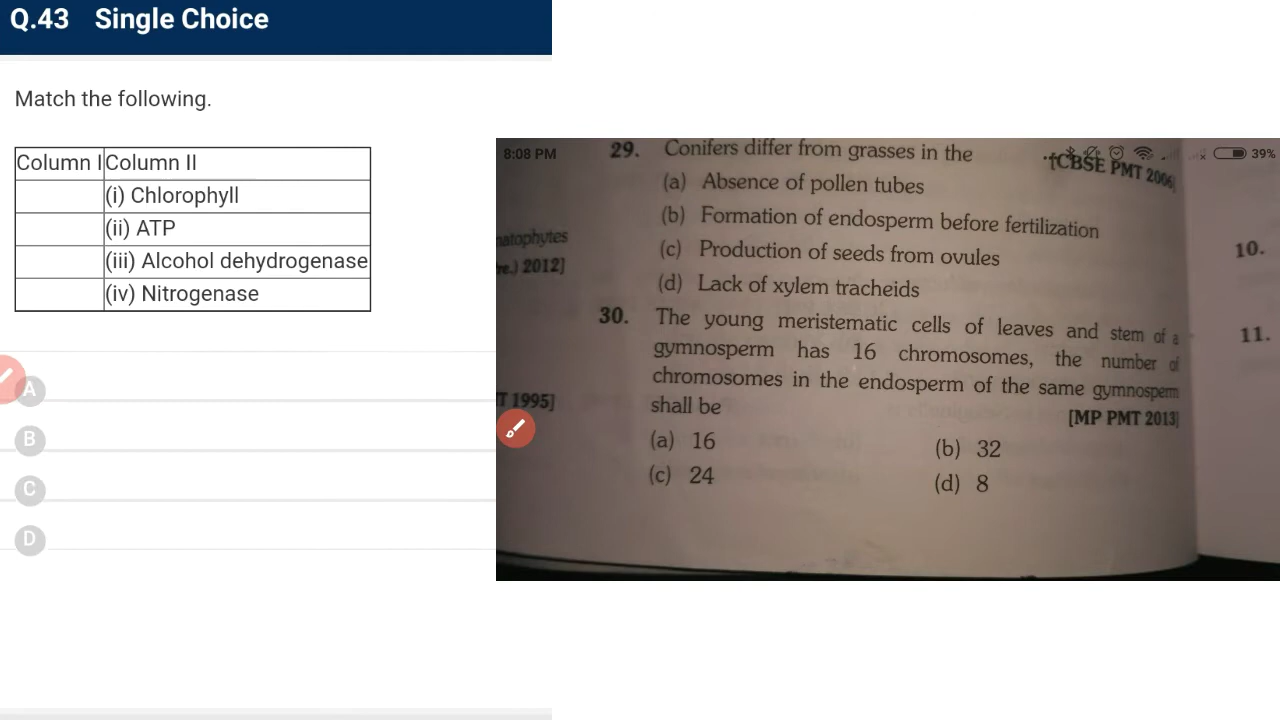 Q.43 Single Choice
Match the following.
Column I Column II
(i) Chlorophyll
(ii) ATP
(iii) Alcohol dehydrogenase
(iv) Nitrogenase
A
B
C
D
8:08 PM
39%
29. Conifers differ from grasses in the
[CBSE PMT 2006]
(a) Absence of pollen tubes
(b) Formation of endosperm before fertilization
(c) Production of seeds from ovules
(d) Lack of xylem tracheids
30. The young meristematic cells of leaves and stem of a
gymnosperm has 16 chromosomes, the number of
chromosomes in the endosperm of the same gymnosperm
shall be
[MP PMT 2013]
(a) 16 (b) 32
(c) 24 (d) 8
2012]
T 1995]
10.
11.